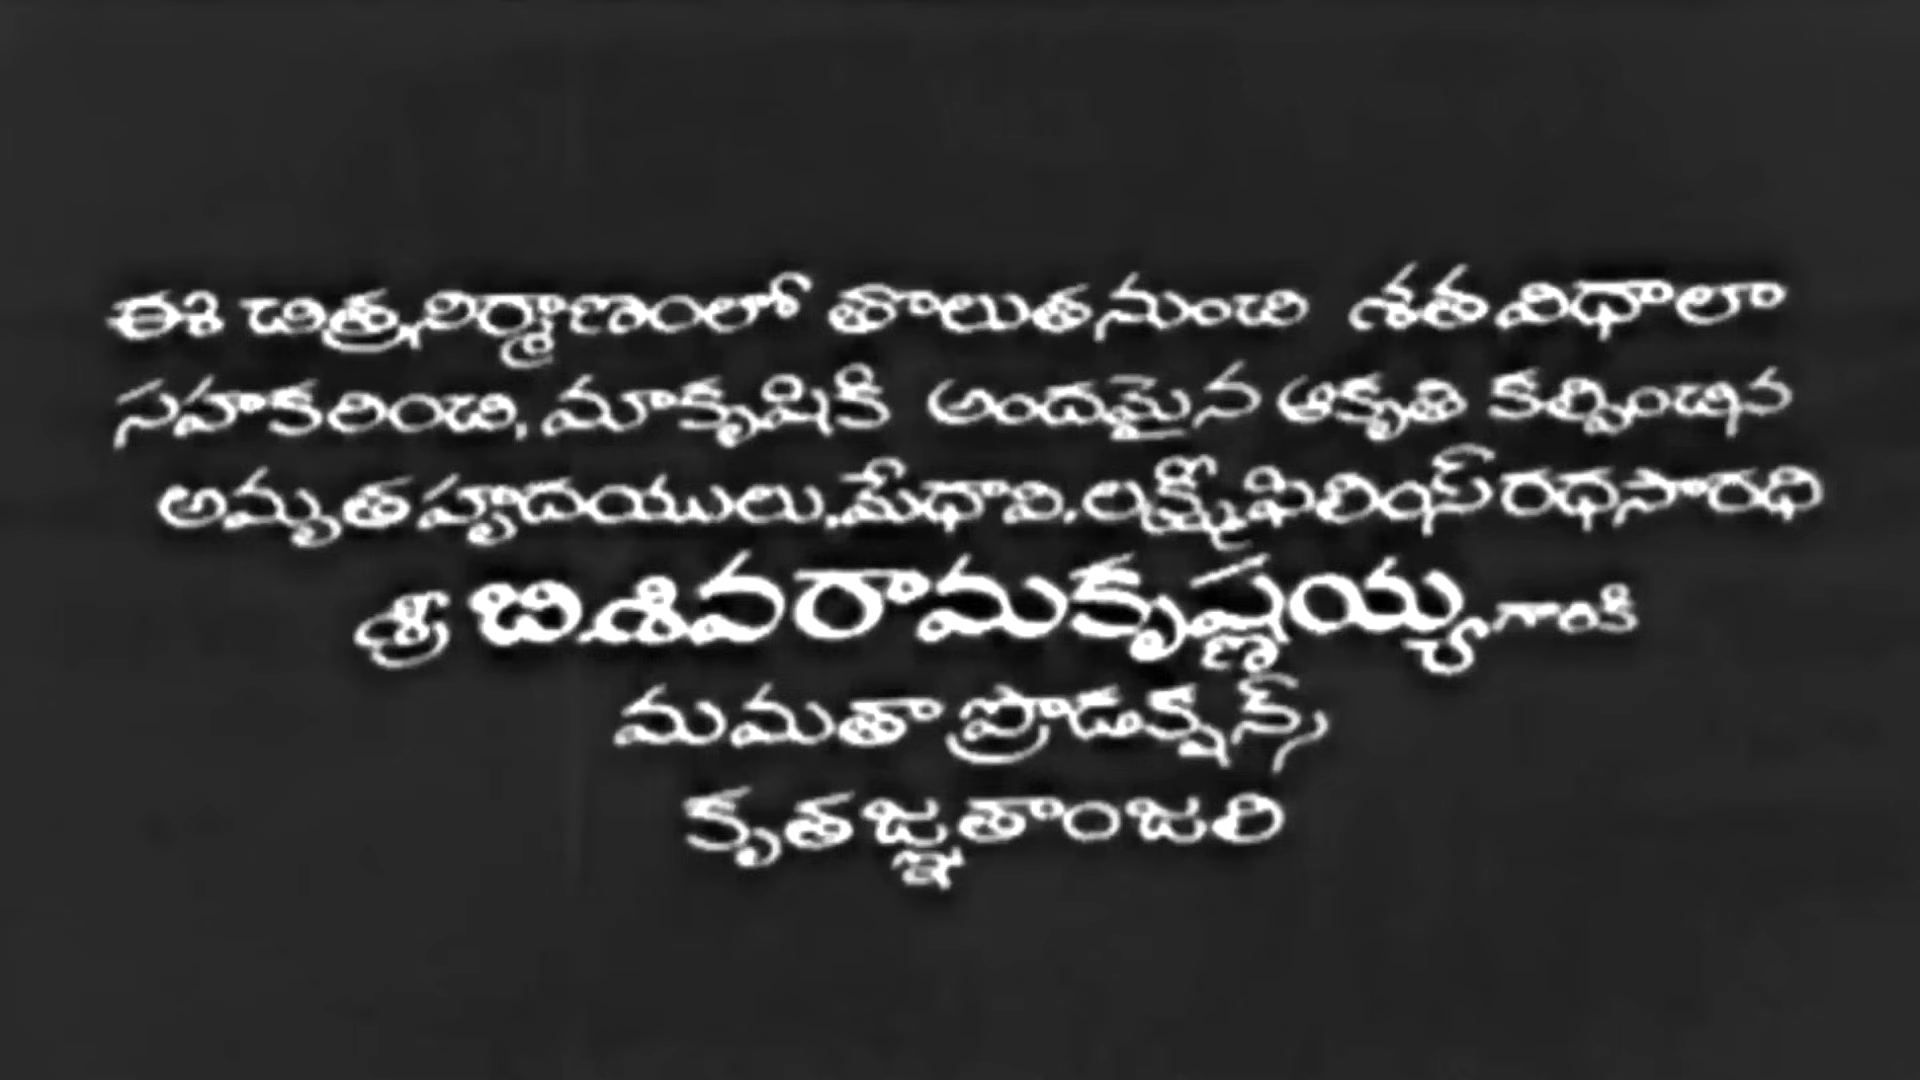 ఈ చిత్ర నిర్మాణంలో తొలుతనుంచి శతవిధాలా
సహకరించి, మాకృషికి అందమైన ఆకృతి కల్పించిన
అమృతహృదయులు, మేధావి, లక్ష్మీఫిలింస్ రథసారథి
శ్రీ బి.శివరామకృష్ణయ్య గారికి
మమతా ప్రొడక్షన్స్
కృతజ్ఞతాంజలి